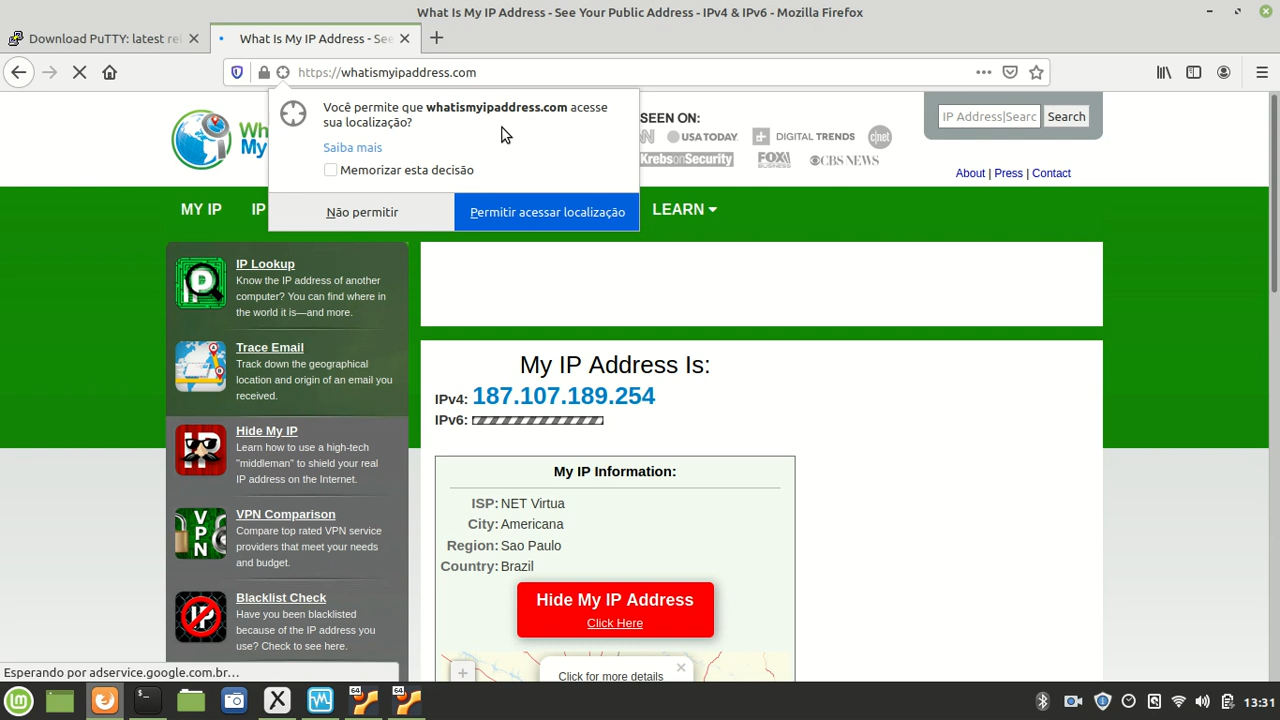 What Is My IP Address - See Your Public Address - IPv4 & IPv6 - Mozilla Firefox
Download PuTTY: latest rel
What Is My IP Address - See
https://whatismyipaddress.com
Você permite que whatismyipaddress.com acesse
sua localização?
Saiba mais
Memorizar esta decisão
Não permitir
Permitir acessar localização
SEEN ON:
USA TODAY
DIGITAL TRENDS
c|net
KrebsonSecurity
FOX
CBS NEWS
IP Address|Searc
Search
About | Press | Contact
MY IP
IP
LEARN
IP Lookup
Know the IP address of another
computer? You can find where in
the world it is—and more.
Trace Email
Track down the geographical
location and origin of an email you
received.
Hide My IP
Learn how to use a high-tech
"middleman" to shield your real
IP address on the Internet.
VPN Comparison
Compare top rated VPN service
providers that meet your needs
and budget.
Blacklist Check
Have you been blacklisted
because of the IP address you
use? Check to see here.
My IP Address Is:
IPv4: 187.107.189.254
IPv6:
My IP Information:
ISP: NET Virtua
City: Americana
Region: Sao Paulo
Country: Brazil
Hide My IP Address
Click Here
Click for more details
Esperando por adservice.google.com.br…
13:31